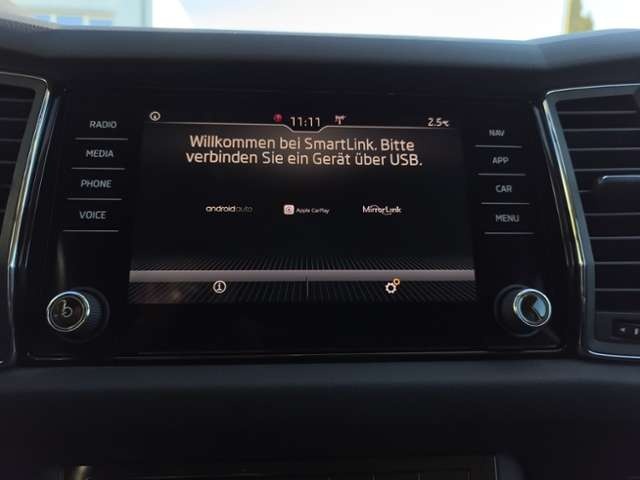 11:11
2.5°C
RADIO
MEDIA
PHONE
VOICE
Willkommen bei SmartLink. Bitte
verbinden Sie ein Gerät über USB.
androidauto
Apple CarPlay
MirrorLink
NAV
APP
CAR
MENU